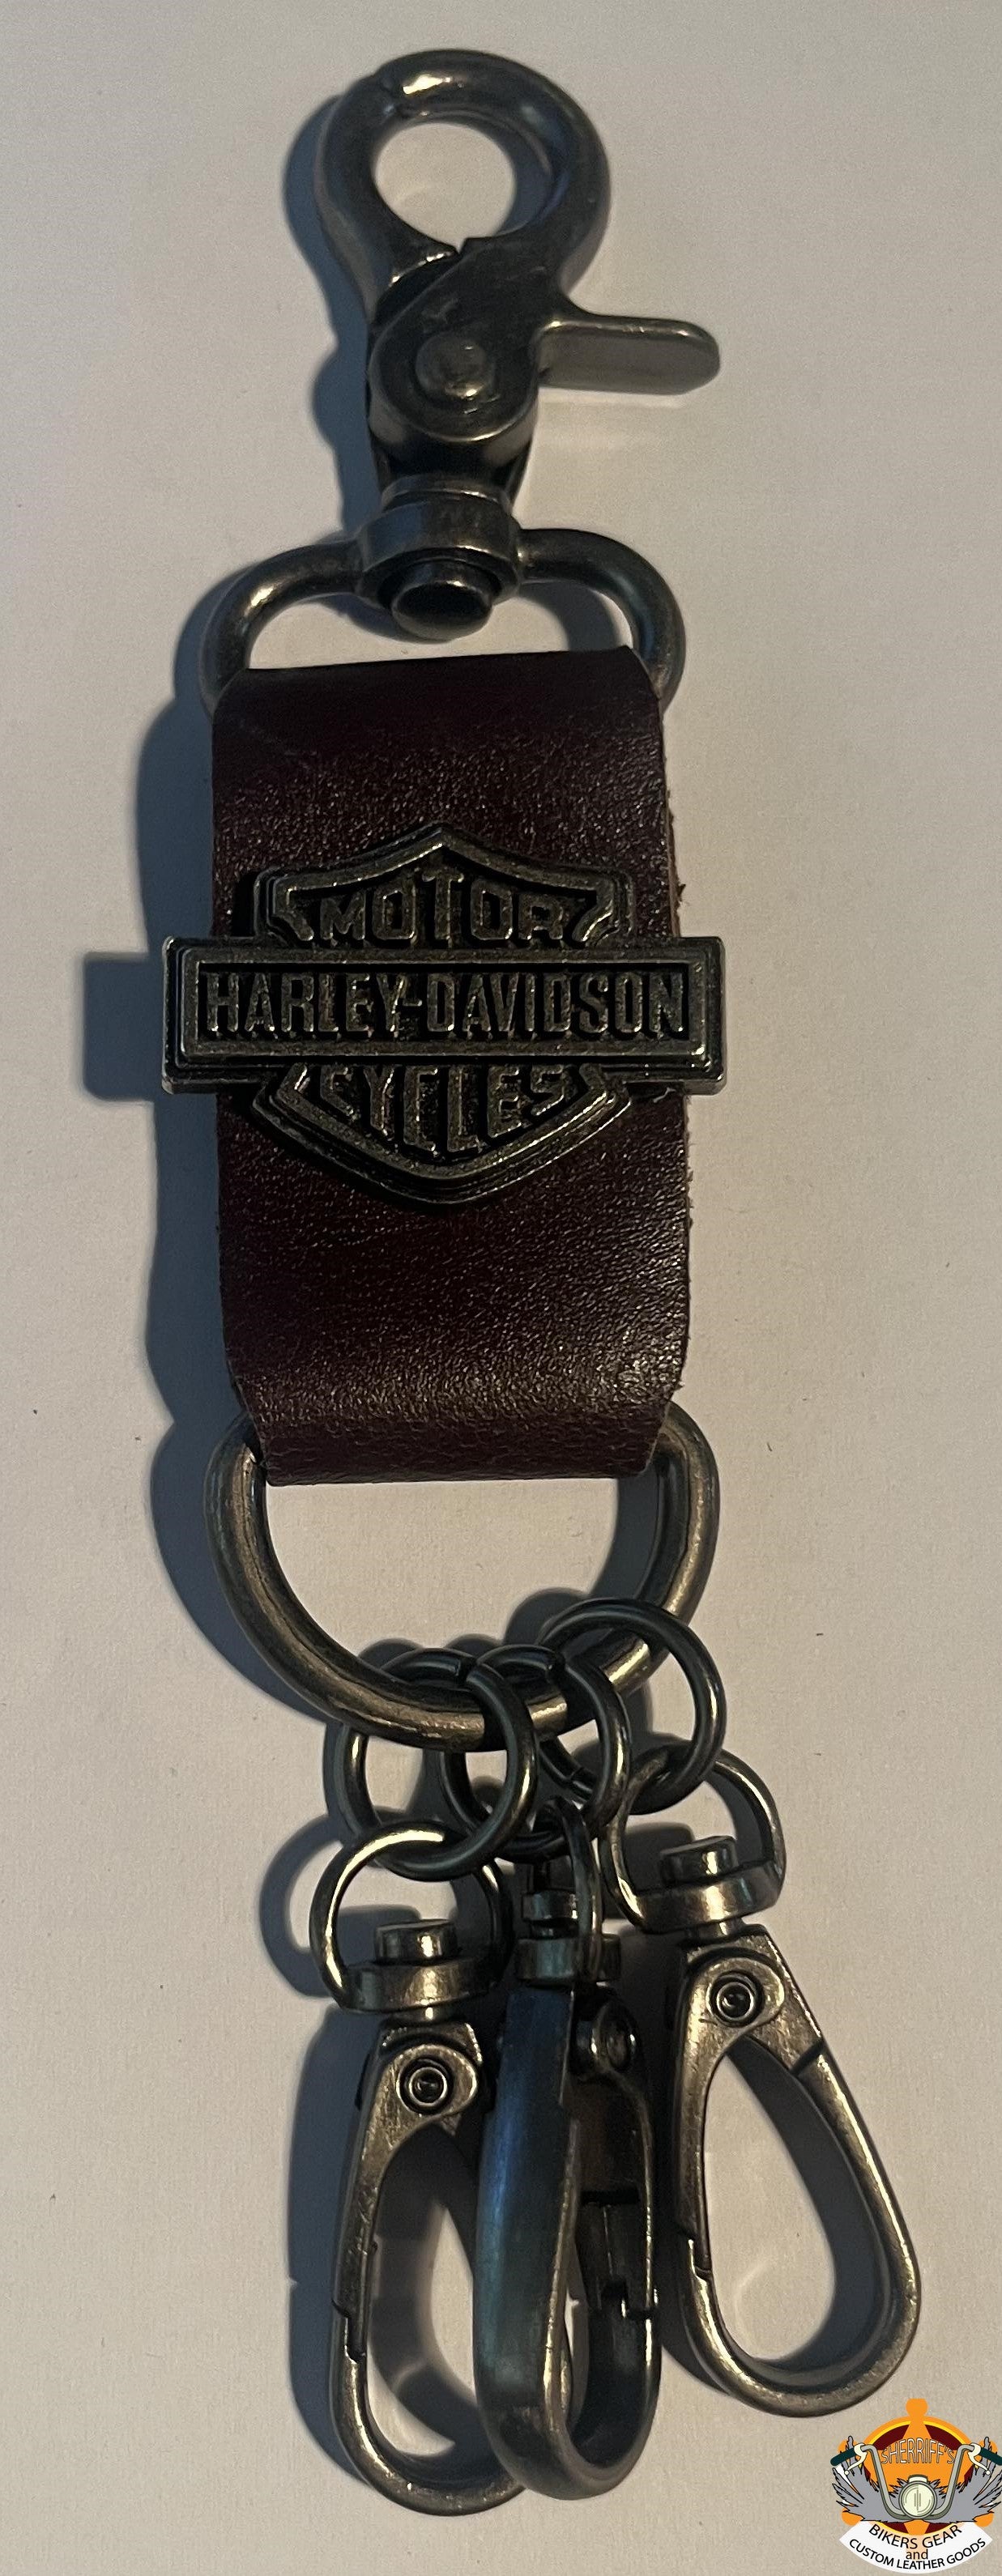 MOTOR
HARLEY-DAVIDSON
CYCLES
SHERRIFF'S
BIKERS GEAR
and
CUSTOM LEATHER GOODS